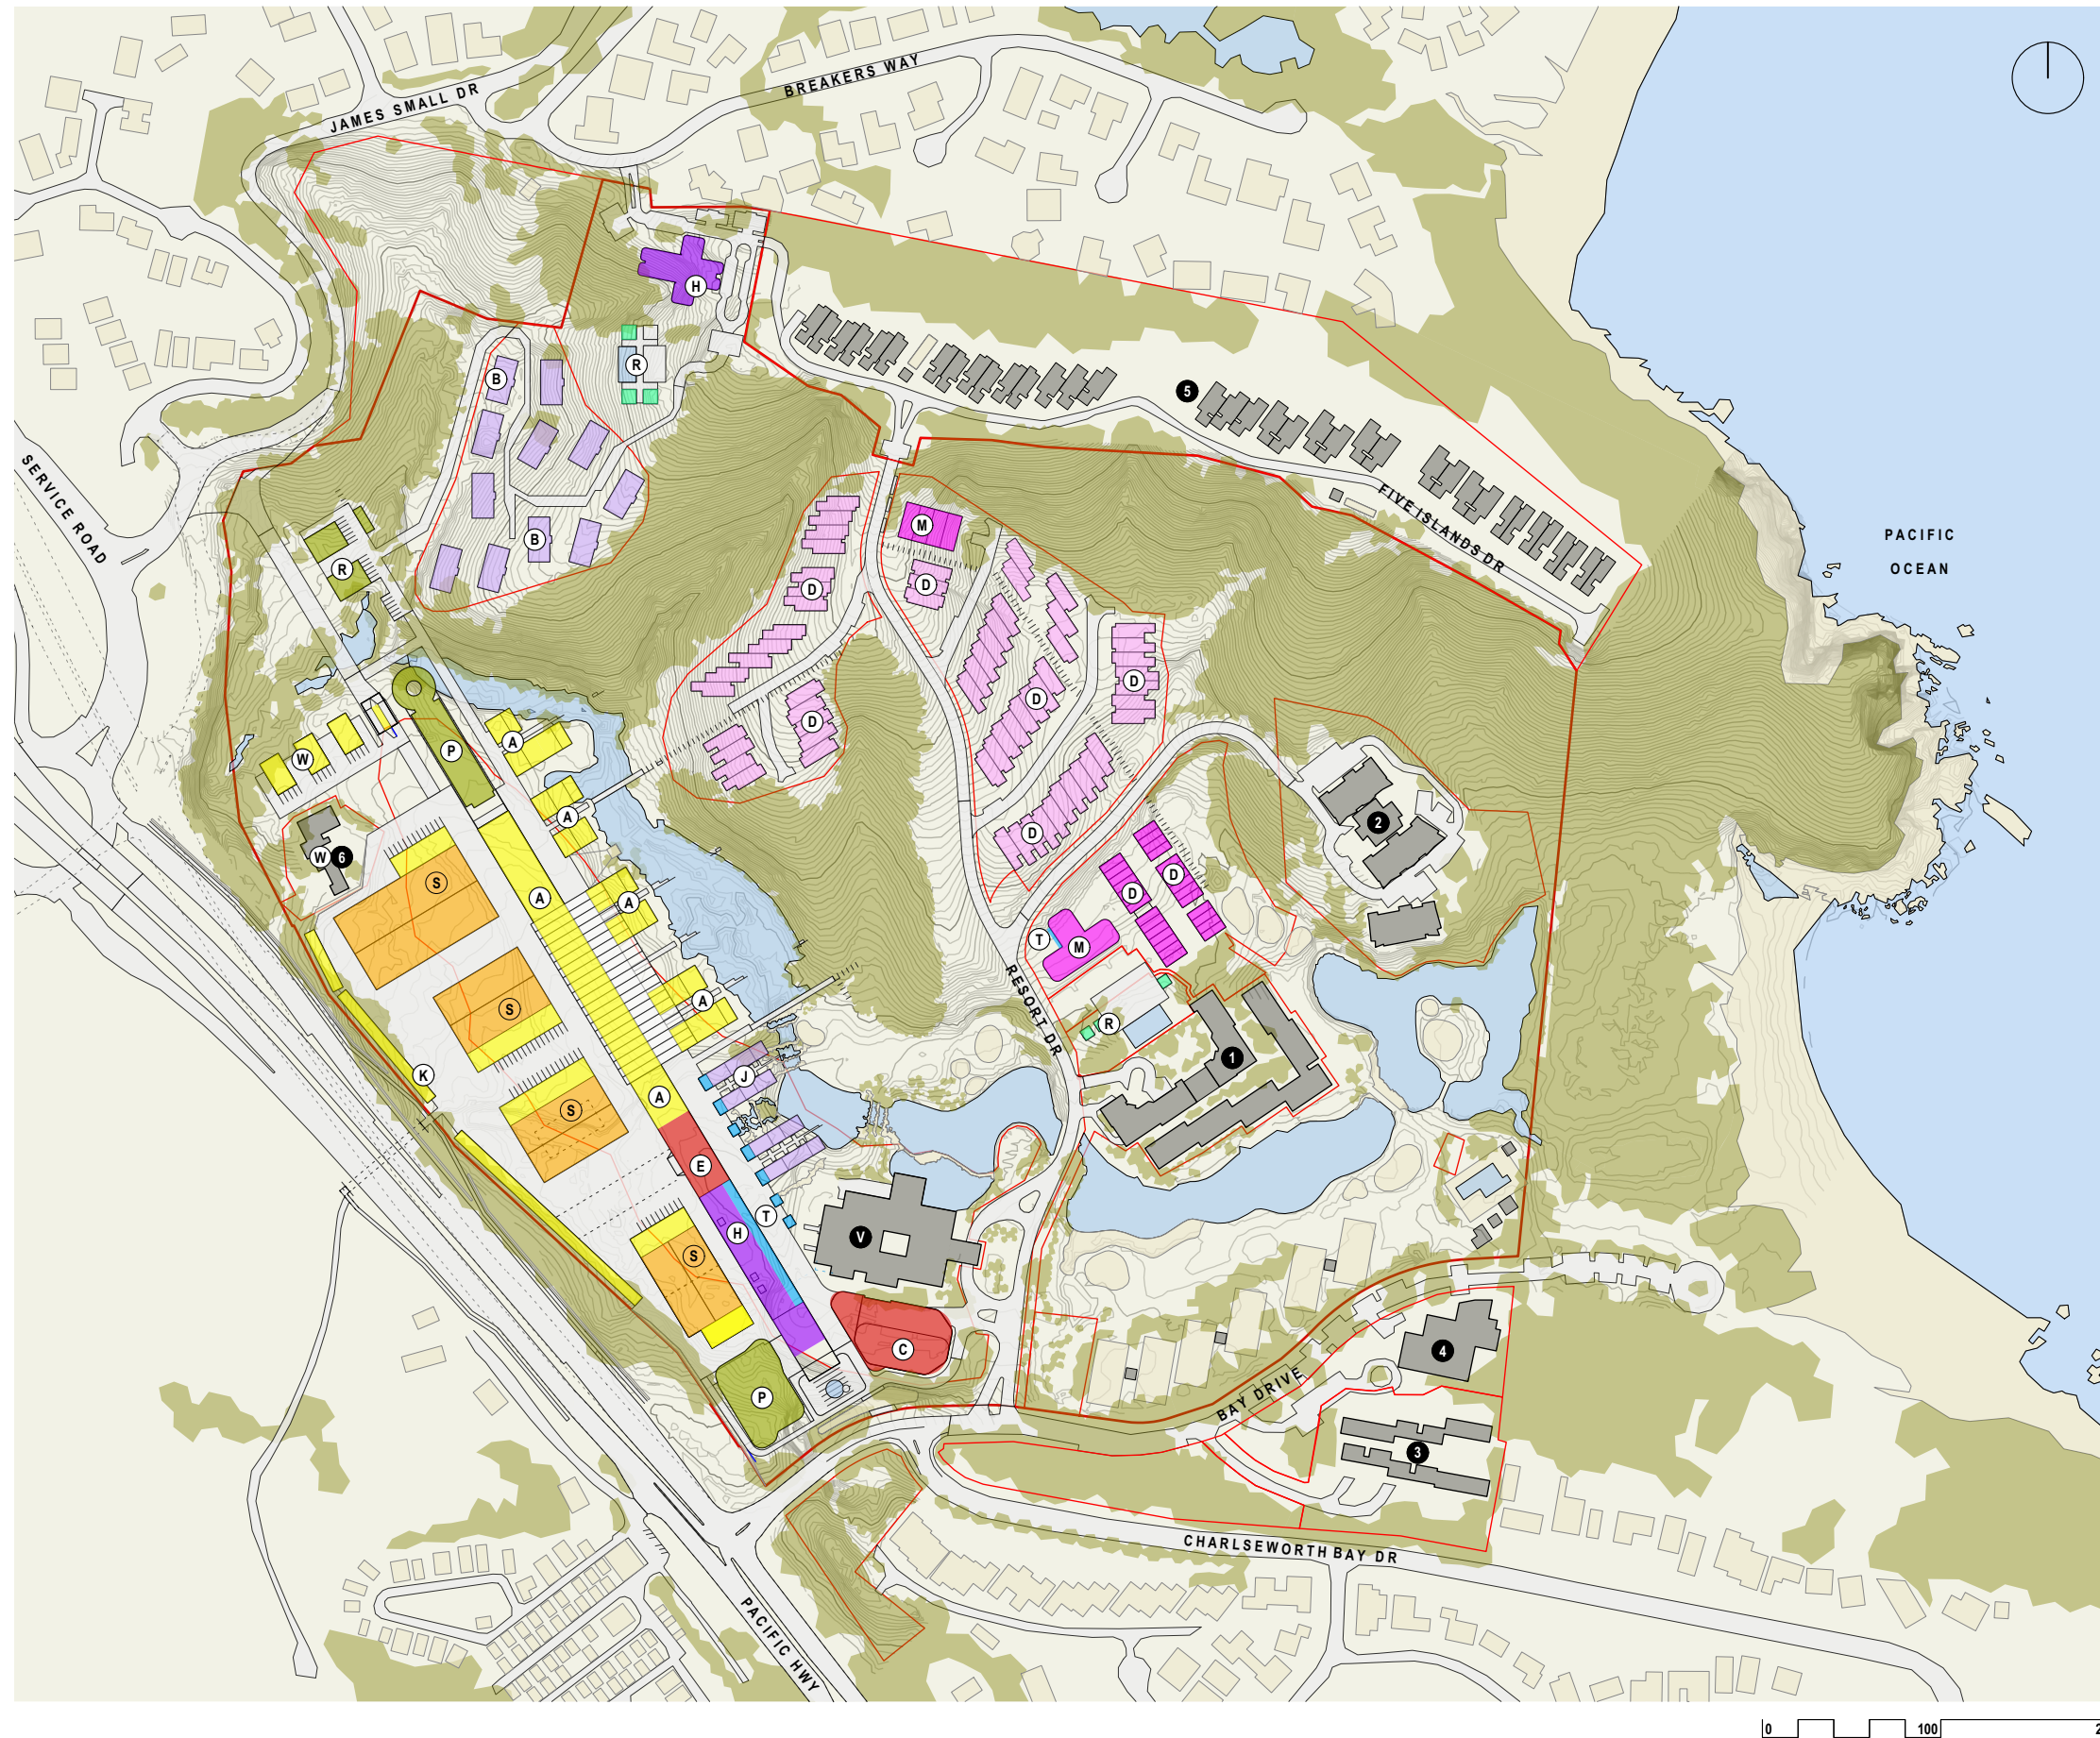 BREAKERS WAY
JAMES SMALL DR
H
R
B
5
SERVICE ROAD
FIVE ISLANDS DR
M
B
PACIFIC
OCEAN
R
D
D
D
D
D
A
P
W
A
2
D
W
6
S
D
D
A
A
T
M
A
S
RESORT DR
R
1
K
J
A
S
E
T
H
V
S
C
4
P
BAY DRIVE
3
CHARLSEWORTH BAY DR
PACIFIC HWY
0
100
2